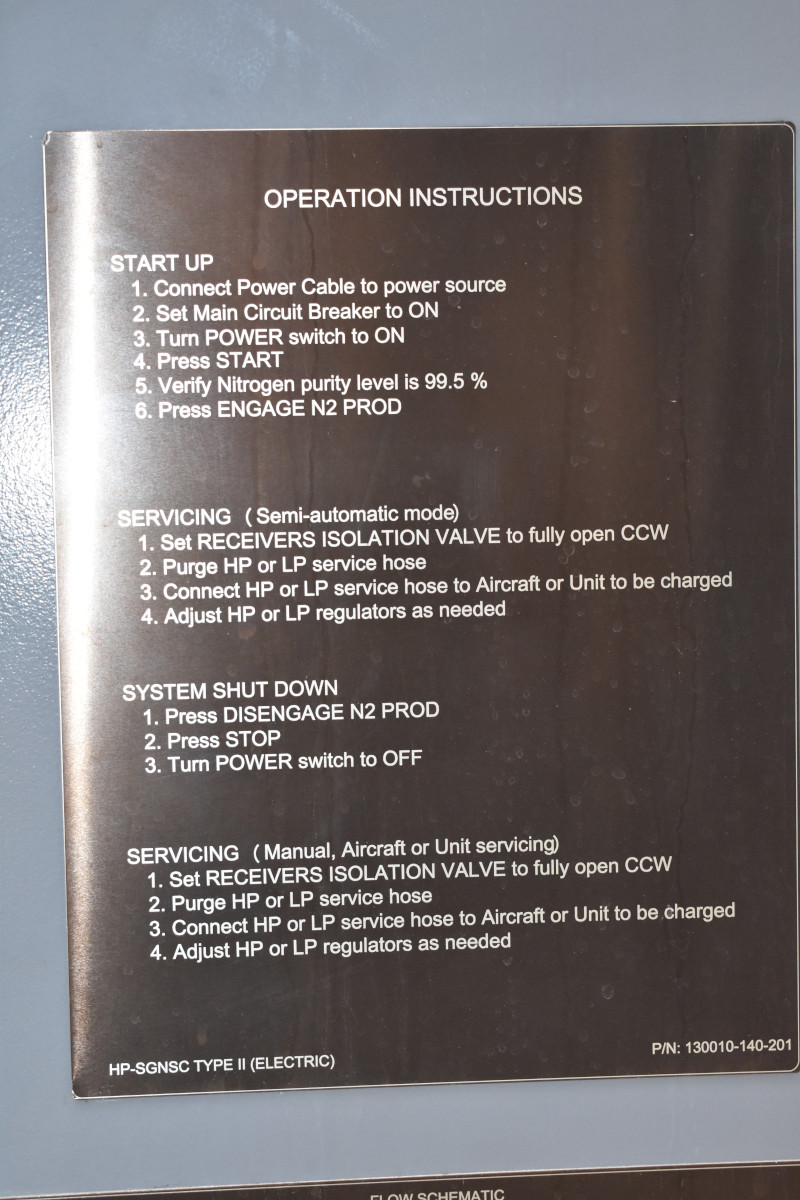 OPERATION INSTRUCTIONS
START UP
1. Connect Power Cable to power source
2. Set Main Circuit Breaker to ON
3. Turn POWER switch to ON
4. Press START
5. Verify Nitrogen purity level is 99.5 %
6. Press ENGAGE N2 PROD
SERVICING (Semi-automatic mode)
1. Set RECEIVERS ISOLATION VALVE to fully open CCW
2. Purge HP or LP service hose
3. Connect HP or LP service hose to Aircraft or Unit to be charged
4. Adjust HP or LP regulators as needed
SYSTEM SHUT DOWN
1. Press DISENGAGE N2 PROD
2. Press STOP
3. Turn POWER switch to OFF
SERVICING (Manual, Aircraft or Unit servicing)
1. Set RECEIVERS ISOLATION VALVE to fully open CCW
2. Purge HP or LP service hose
3. Connect HP or LP service hose to Aircraft or Unit to be charged
4. Adjust HP or LP regulators as needed
HP-SGNSC TYPE II (ELECTRIC)
P/N: 130010-140-201
FLOW SCHEMATIC